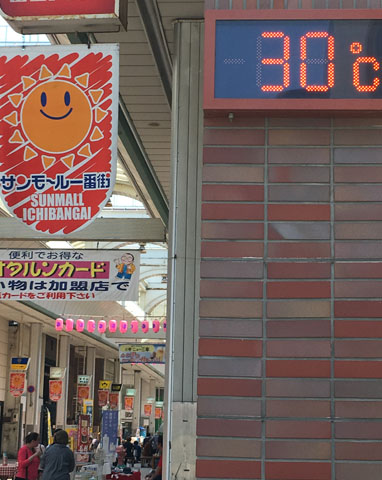 30℃
サンモール一番街
SUNMALL
ICHIBANGAI
便利でお得な
オタルンカード
物は加盟店で
カードをご利用下さい